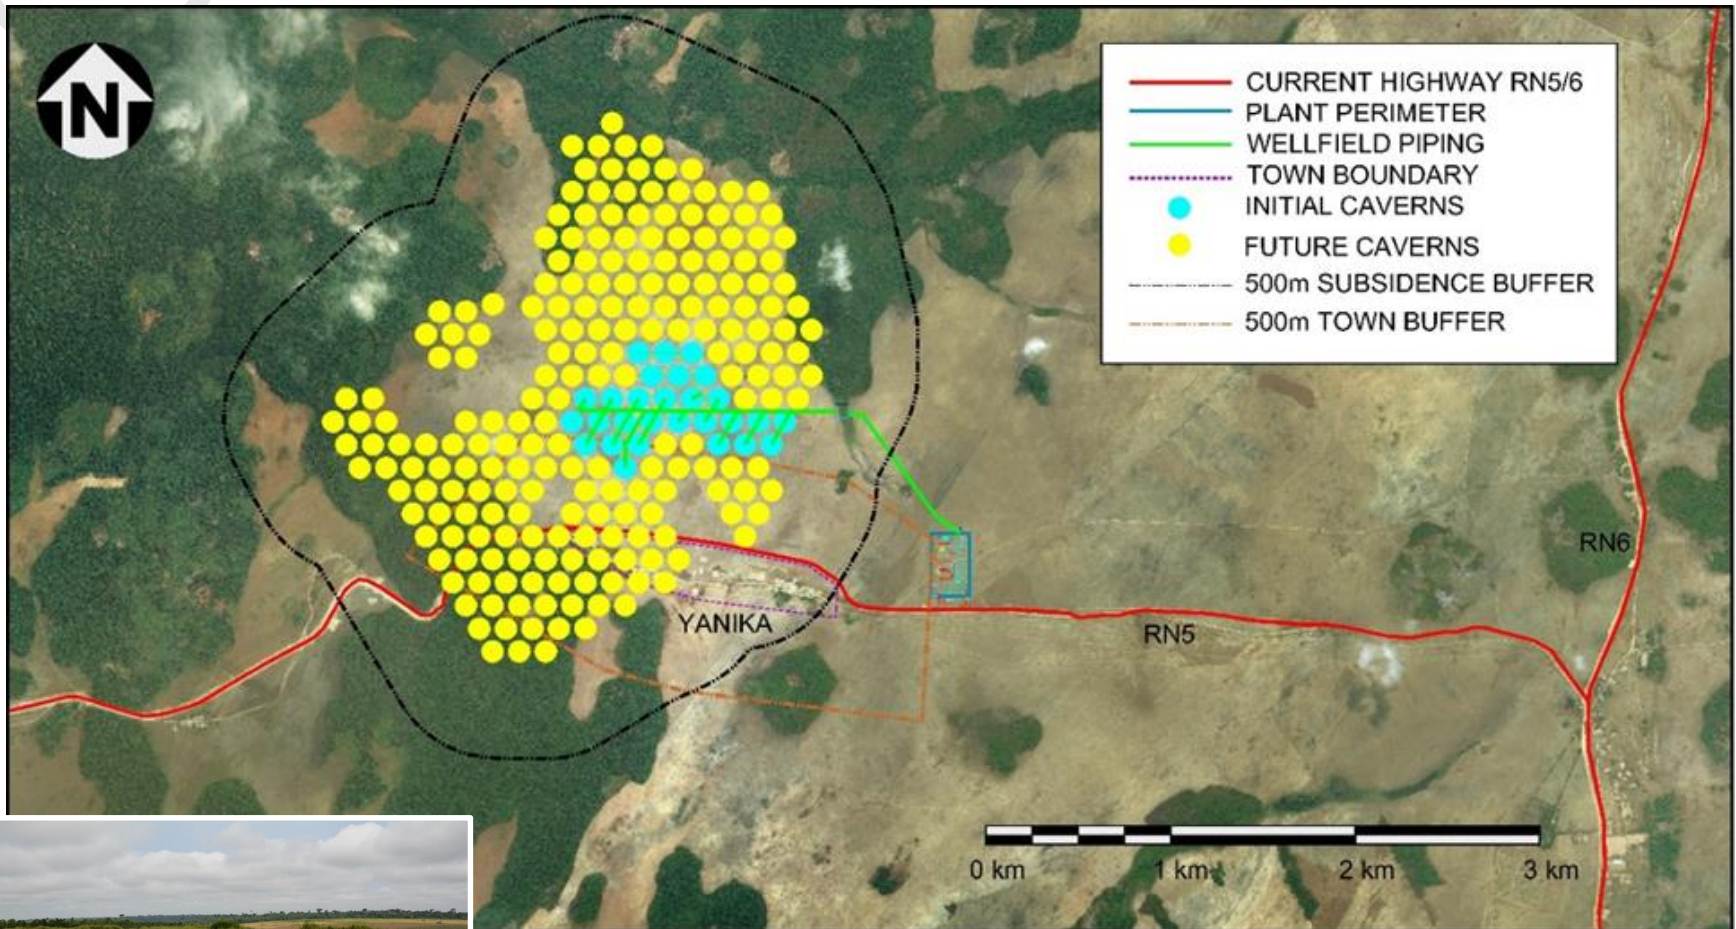 N
CURRENT HIGHWAY RN5/6
PLANT PERIMETER
WELLFIELD PIPING
TOWN BOUNDARY
INITIAL CAVERNS
FUTURE CAVERNS
500m SUBSIDENCE BUFFER
500m TOWN BUFFER
RN6
YANIKA
RN5
0 km 1 km 2 km 3 km